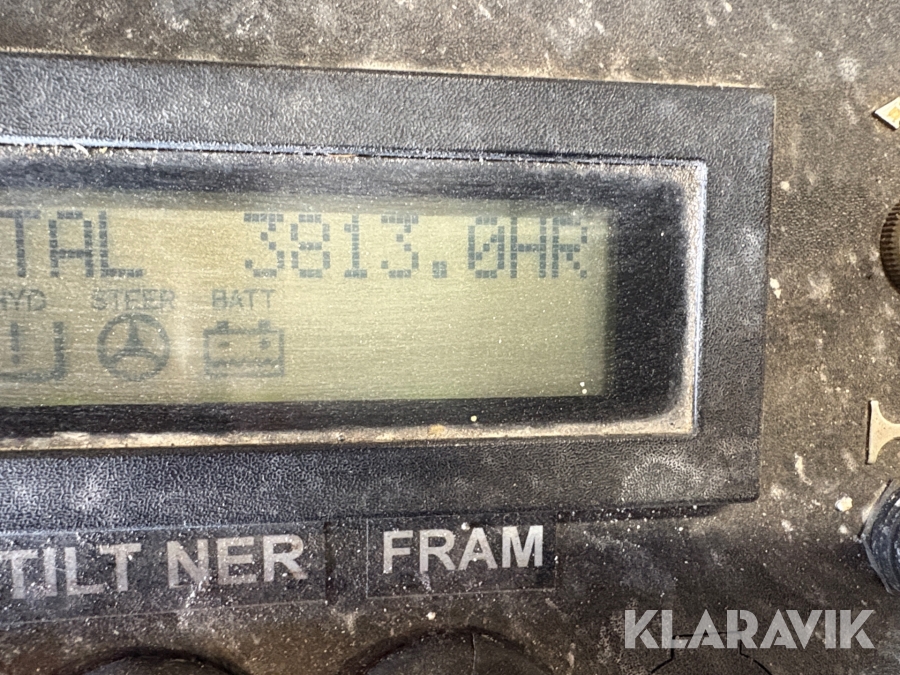 TAL 3813.0HR
HYD STEER BATT
TILT NER FRAM
KLARAVIK